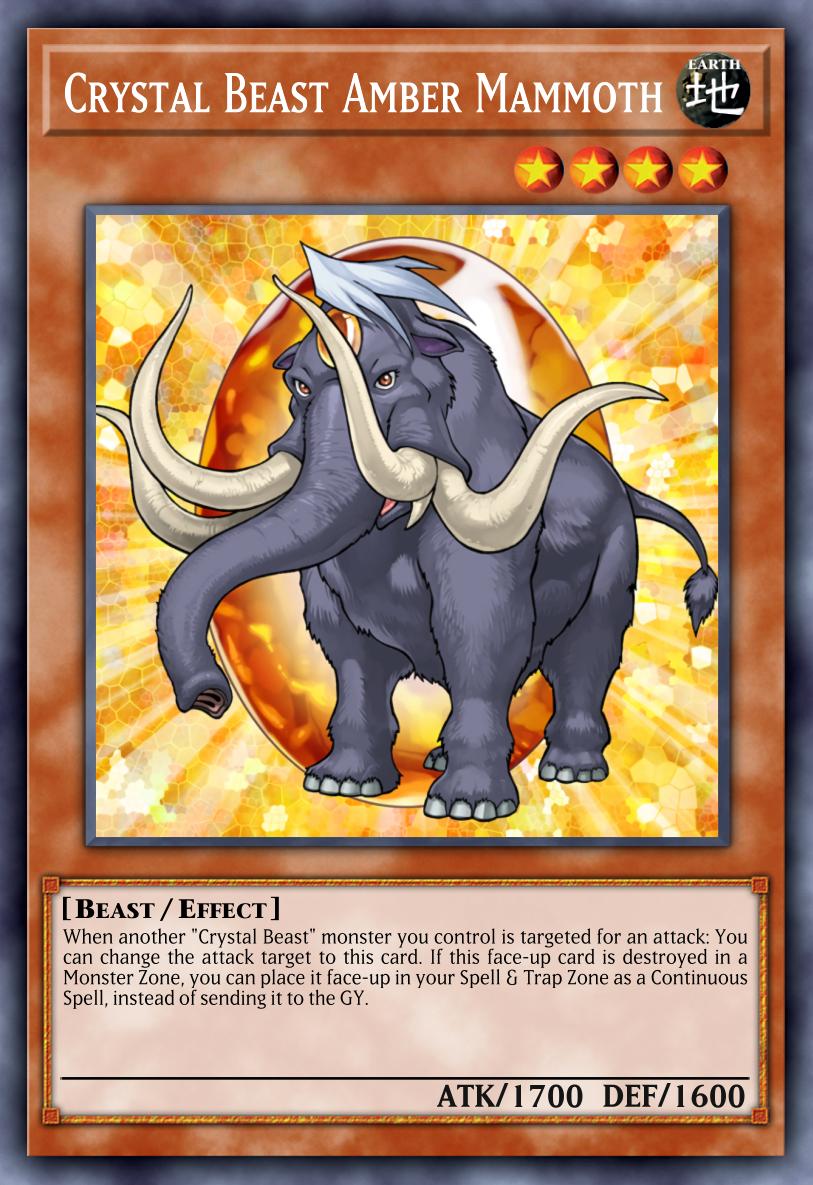 Crystal Beast Amber Mammoth
EARTH
地
[Beast / Effect]
When another "Crystal Beast" monster you control is targeted for an attack: You
can change the attack target to this card. If this face-up card is destroyed in a
Monster Zone, you can place it face-up in your Spell & Trap Zone as a Continuous
Spell, instead of sending it to the GY.
ATK/1700 DEF/1600